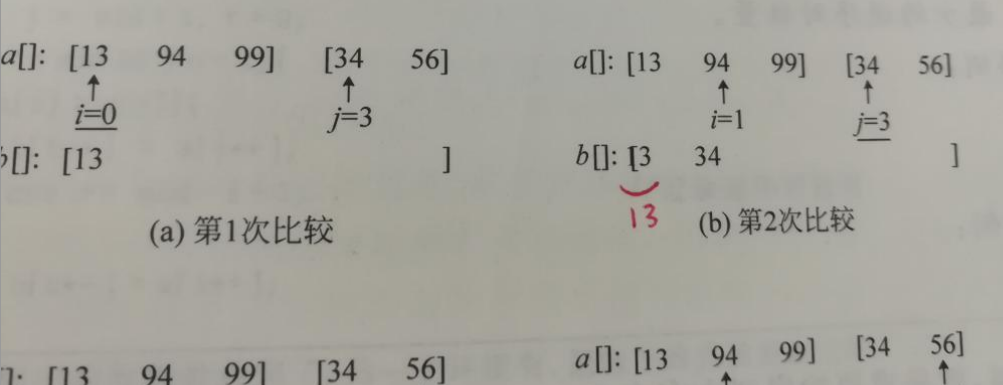 a[]: [13 94 99] [34 56]
i=0 j=3
b[]: [13 ]
(a) 第1次比较
a[]: [13 94 99] [34 56]
i=1 j=3
b[]: [3 34 ]
13
(b) 第2次比较
]: [13 94 99] [34 56]
a[]: [13 94 99] [34 56]